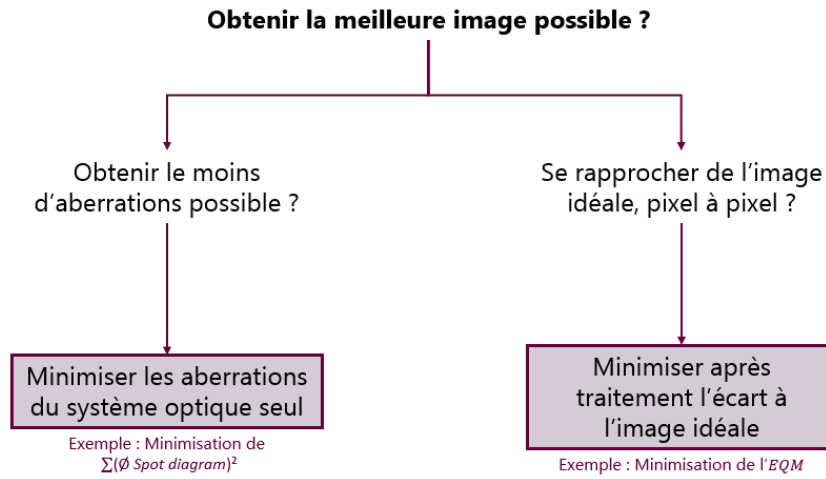 Obtenir la meilleure image possible ?
Obtenir le moins
d'aberrations possible ?
Se rapprocher de l'image
idéale, pixel à pixel ?
Minimiser les aberrations
du système optique seul
Exemple : Minimisation de
∑(Ø Spot diagram)²
Minimiser après
traitement l'écart à
l'image idéale
Exemple : Minimisation de l'EQM